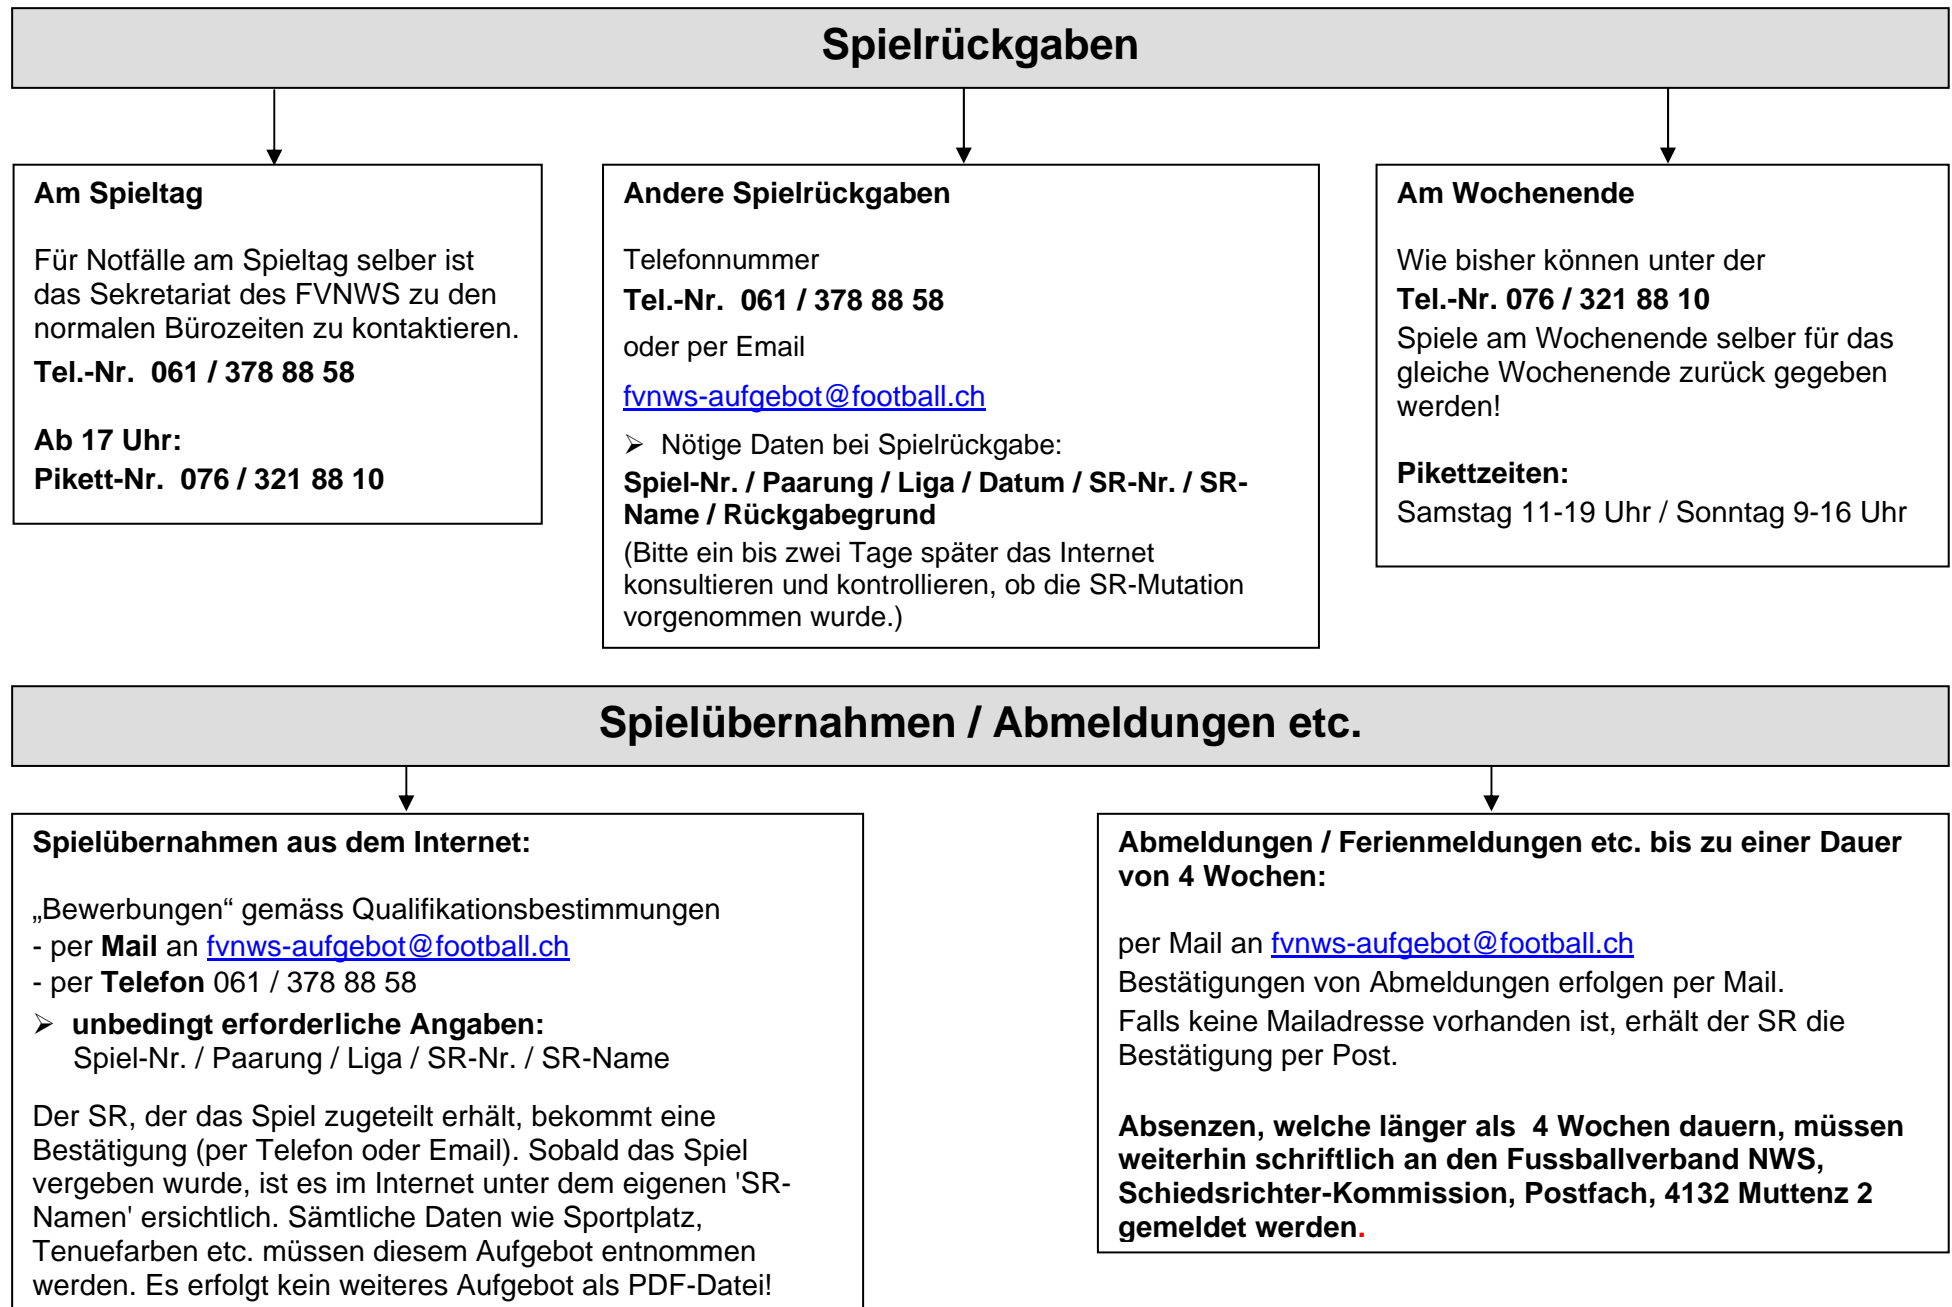 Spielrückgaben
Am Spieltag
Für Notfälle am Spieltag selber ist
das Sekretariat des FVNWS zu den
normalen Bürozeiten zu kontaktieren.
Tel.-Nr. 061 / 378 88 58
Ab 17 Uhr:
Pikett-Nr. 076 / 321 88 10
Andere Spielrückgaben
Telefonnummer
Tel.-Nr. 061 / 378 88 58
oder per Email
fvnws-aufgebot@football.ch
➢ Nötige Daten bei Spielrückgabe:
Spiel-Nr. / Paarung / Liga / Datum / SR-Nr. / SR-
Name / Rückgabegrund
(Bitte ein bis zwei Tage später das Internet
konsultieren und kontrollieren, ob die SR-Mutation
vorgenommen wurde.)
Am Wochenende
Wie bisher können unter der
Tel.-Nr. 076 / 321 88 10
Spiele am Wochenende selber für das
gleiche Wochenende zurück gegeben
werden!
Pikettzeiten:
Samstag 11-19 Uhr / Sonntag 9-16 Uhr
Spielübernahmen / Abmeldungen etc.
Spielübernahmen aus dem Internet:
„Bewerbungen“ gemäss Qualifikationsbestimmungen
- per Mail an fvnws-aufgebot@football.ch
- per Telefon 061 / 378 88 58
➢ unbedingt erforderliche Angaben:
Spiel-Nr. / Paarung / Liga / SR-Nr. / SR-Name
Der SR, der das Spiel zugeteilt erhält, bekommt eine
Bestätigung (per Telefon oder Email). Sobald das Spiel
vergeben wurde, ist es im Internet unter dem eigenen 'SR-
Namen' ersichtlich. Sämtliche Daten wie Sportplatz,
Tenuefarben etc. müssen diesem Aufgebot entnommen
werden. Es erfolgt kein weiteres Aufgebot als PDF-Datei!
Abmeldungen / Ferienmeldungen etc. bis zu einer Dauer
von 4 Wochen:
per Mail an fvnws-aufgebot@football.ch
Bestätigungen von Abmeldungen erfolgen per Mail.
Falls keine Mailadresse vorhanden ist, erhält der SR die
Bestätigung per Post.
Absenzen, welche länger als 4 Wochen dauern, müssen
weiterhin schriftlich an den Fussballverband NWS,
Schiedsrichter-Kommission, Postfach, 4132 Muttenz 2
gemeldet werden.